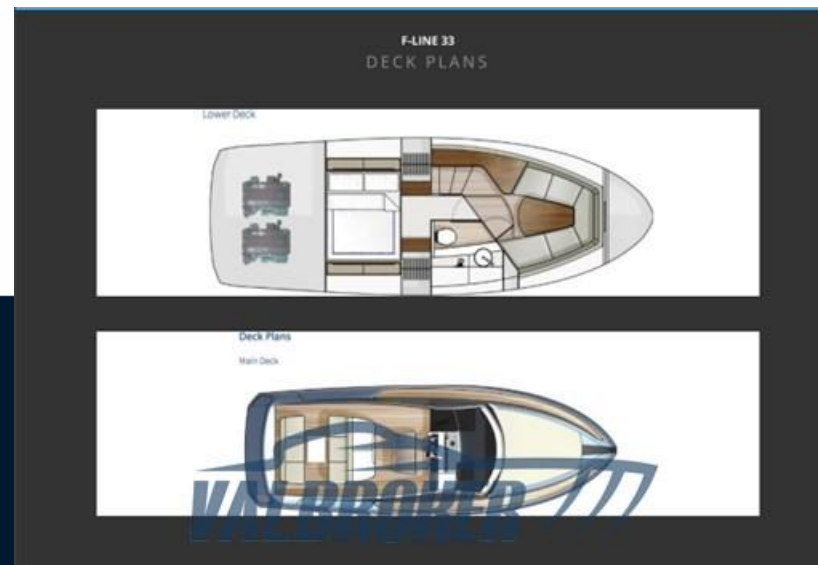 F-LINE 33
DECK PLANS
Lower Deck
Deck Plans
Main Deck
VALBROKER